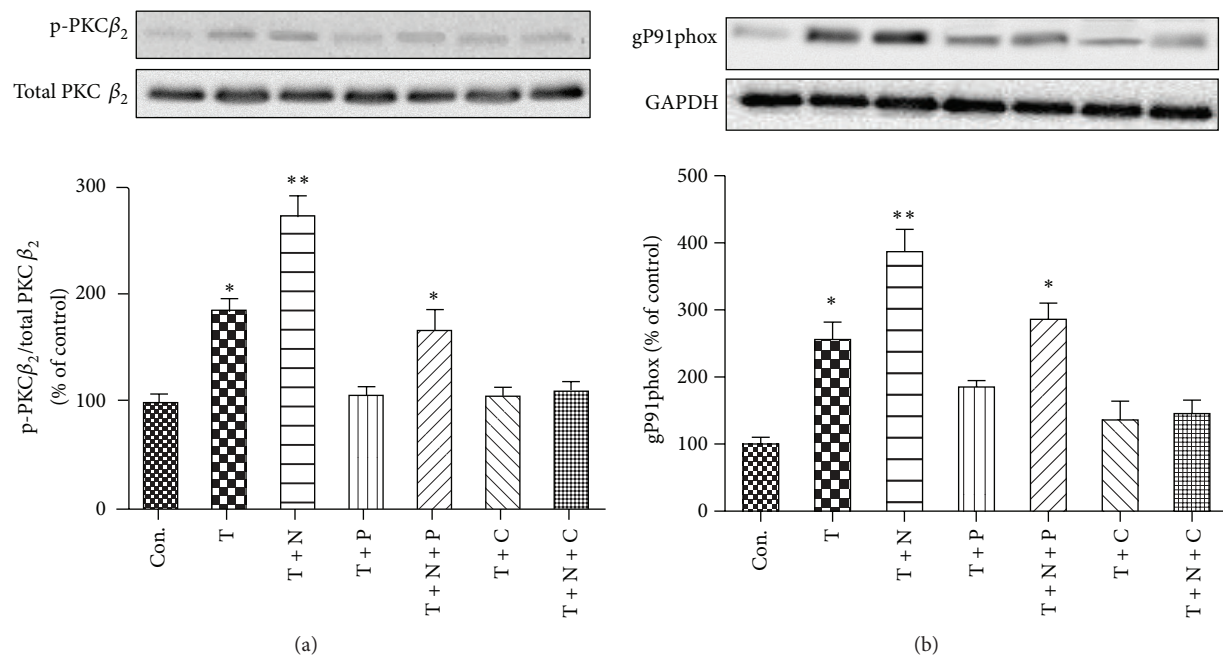 p-PKCβ₂
Total PKC β₂
p-PKCβ₂/total PKC β₂
(% of control)
300
200
100
0
*
**
*
Con.
T
T + N
T + P
T + N + P
T + C
T + N + C
(a)
gP91phox
GAPDH
gP91phox (% of control)
500
400
300
200
100
0
*
**
*
Con.
T
T + N
T + P
T + N + P
T + C
T + N + C
(b)